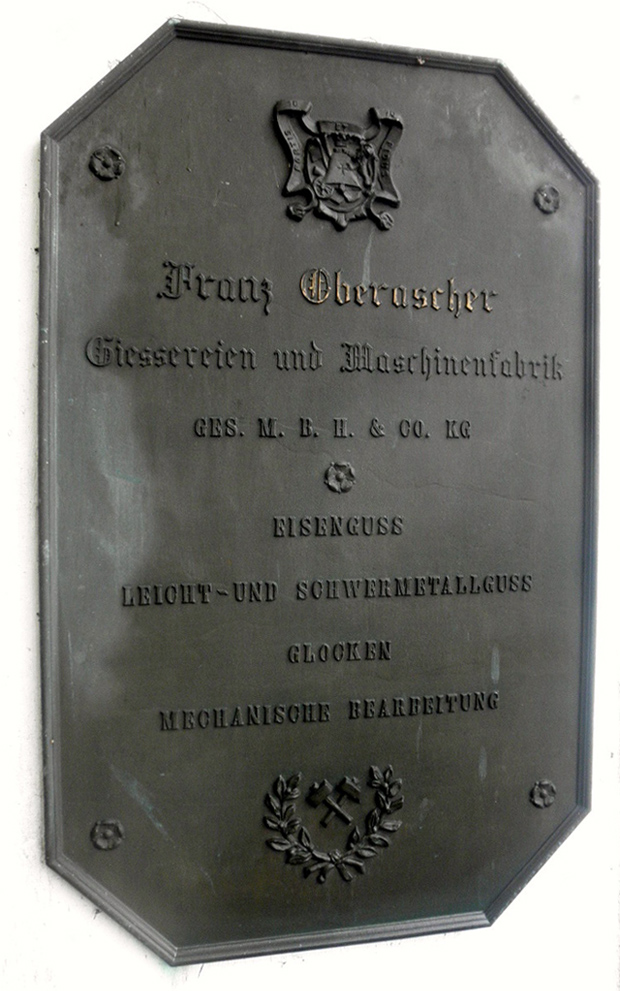 Franz Oberascher
Giessereien und Maschinenfabrik
GES. M. B. H. & CO. KG
EISENGUSS
LEICHT-UND SCHWERMETALLGUSS
GLOCKEN
MECHANISCHE BEARBEITUNG